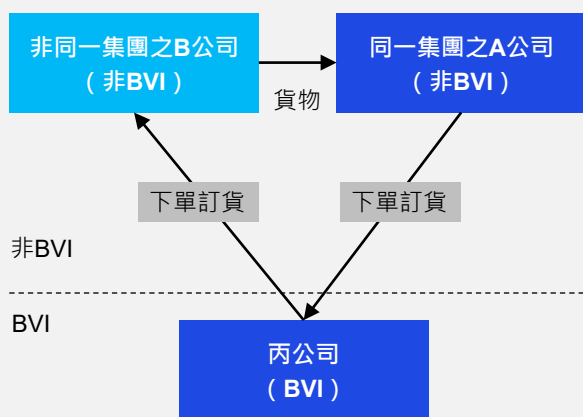 非同一集團之B公司
（非BVI）
同一集團之A公司
（非BVI）
貨物
下單訂貨
下單訂貨
非BVI
BVI
丙公司
（BVI）